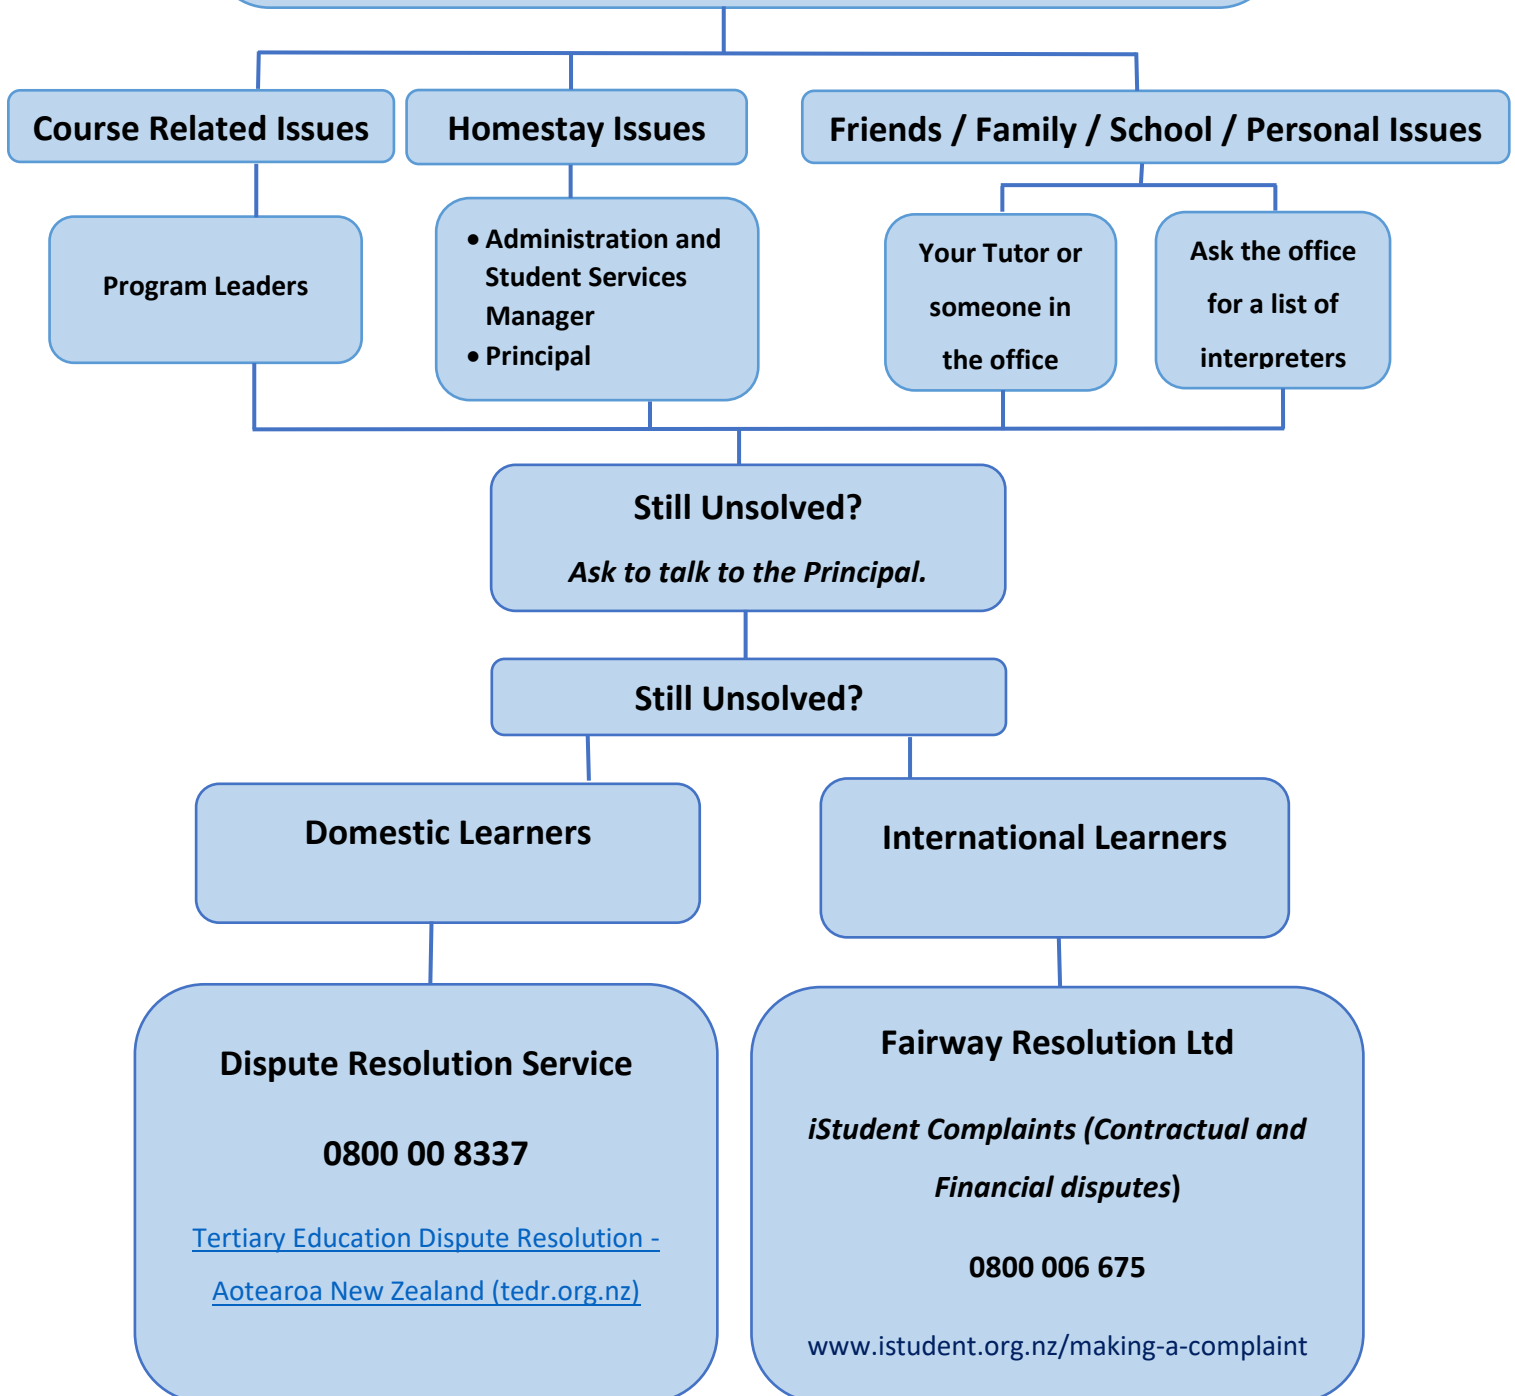 Course Related Issues
Homestay Issues
Friends / Family / School / Personal Issues
Program Leaders
• Administration and
Student Services
Manager
• Principal
Your Tutor or
someone in
the office
Ask the office
for a list of
interpreters
Still Unsolved?
Ask to talk to the Principal.
Still Unsolved?
Domestic Learners
International Learners
Dispute Resolution Service
0800 00 8337
Tertiary Education Dispute Resolution -
Aotearoa New Zealand (tedr.org.nz)
Fairway Resolution Ltd
iStudent Complaints (Contractual and
Financial disputes)
0800 006 675
www.istudent.org.nz/making-a-complaint